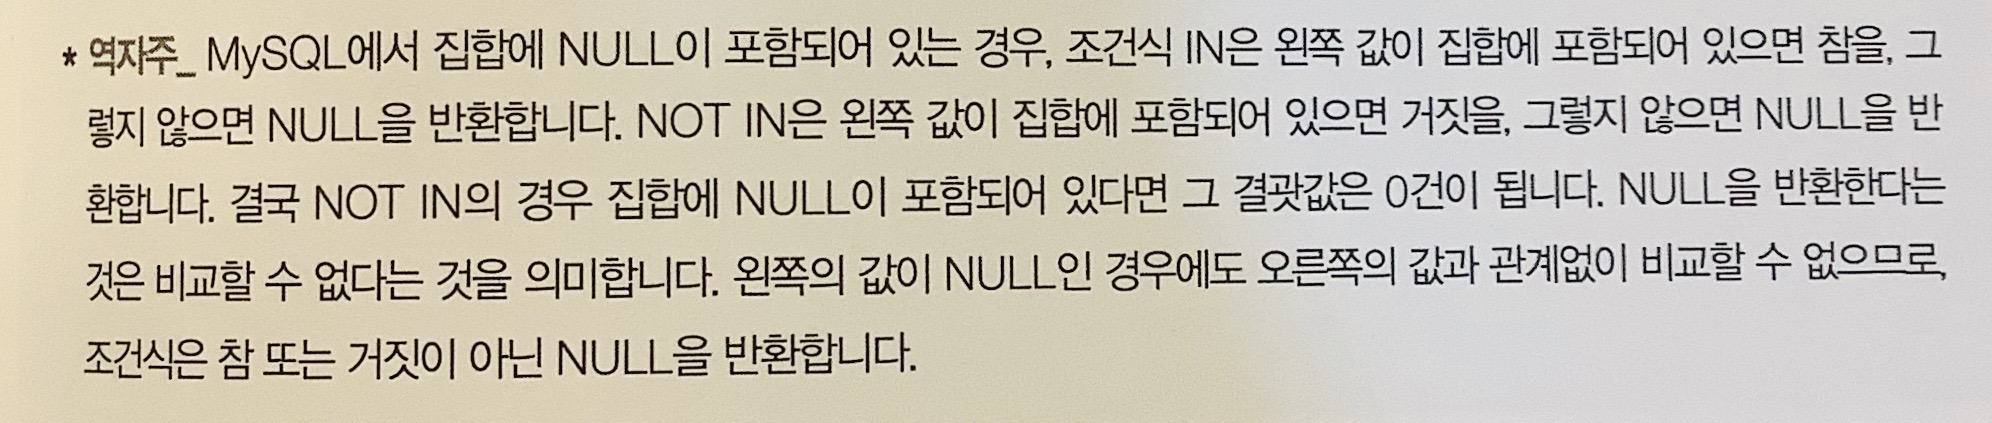 * 역자주_ MySQL에서 집합에 NULL이 포함되어 있는 경우, 조건식 IN은 왼쪽 값이 집합에 포함되어 있으면 참을, 그
렇지 않으면 NULL을 반환합니다. NOT IN은 왼쪽 값이 집합에 포함되어 있으면 거짓을, 그렇지 않으면 NULL을 반
환합니다. 결국 NOT IN의 경우 집합에 NULL이 포함되어 있다면 그 결괏값은 0건이 됩니다. NULL을 반환한다는
것은 비교할 수 없다는 것을 의미합니다. 왼쪽의 값이 NULL인 경우에도 오른쪽의 값과 관계없이 비교할 수 없으므로,
조건식은 참 또는 거짓이 아닌 NULL을 반환합니다.